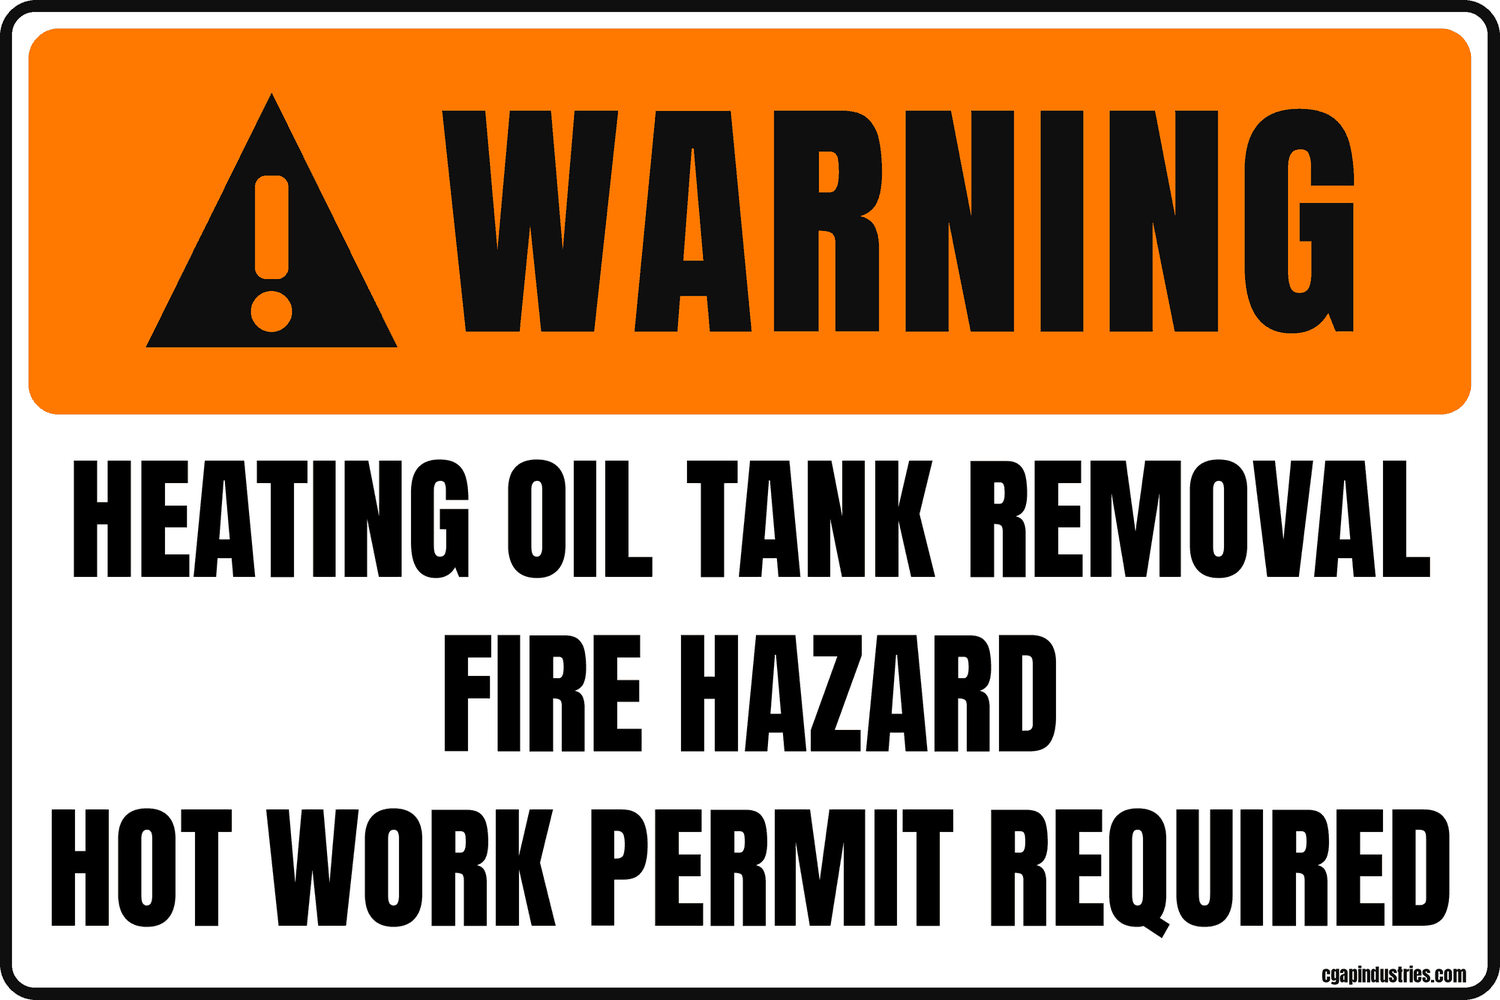 WARNING
HEATING OIL TANK REMOVAL
FIRE HAZARD
HOT WORK PERMIT REQUIRED
cgapindustries.com